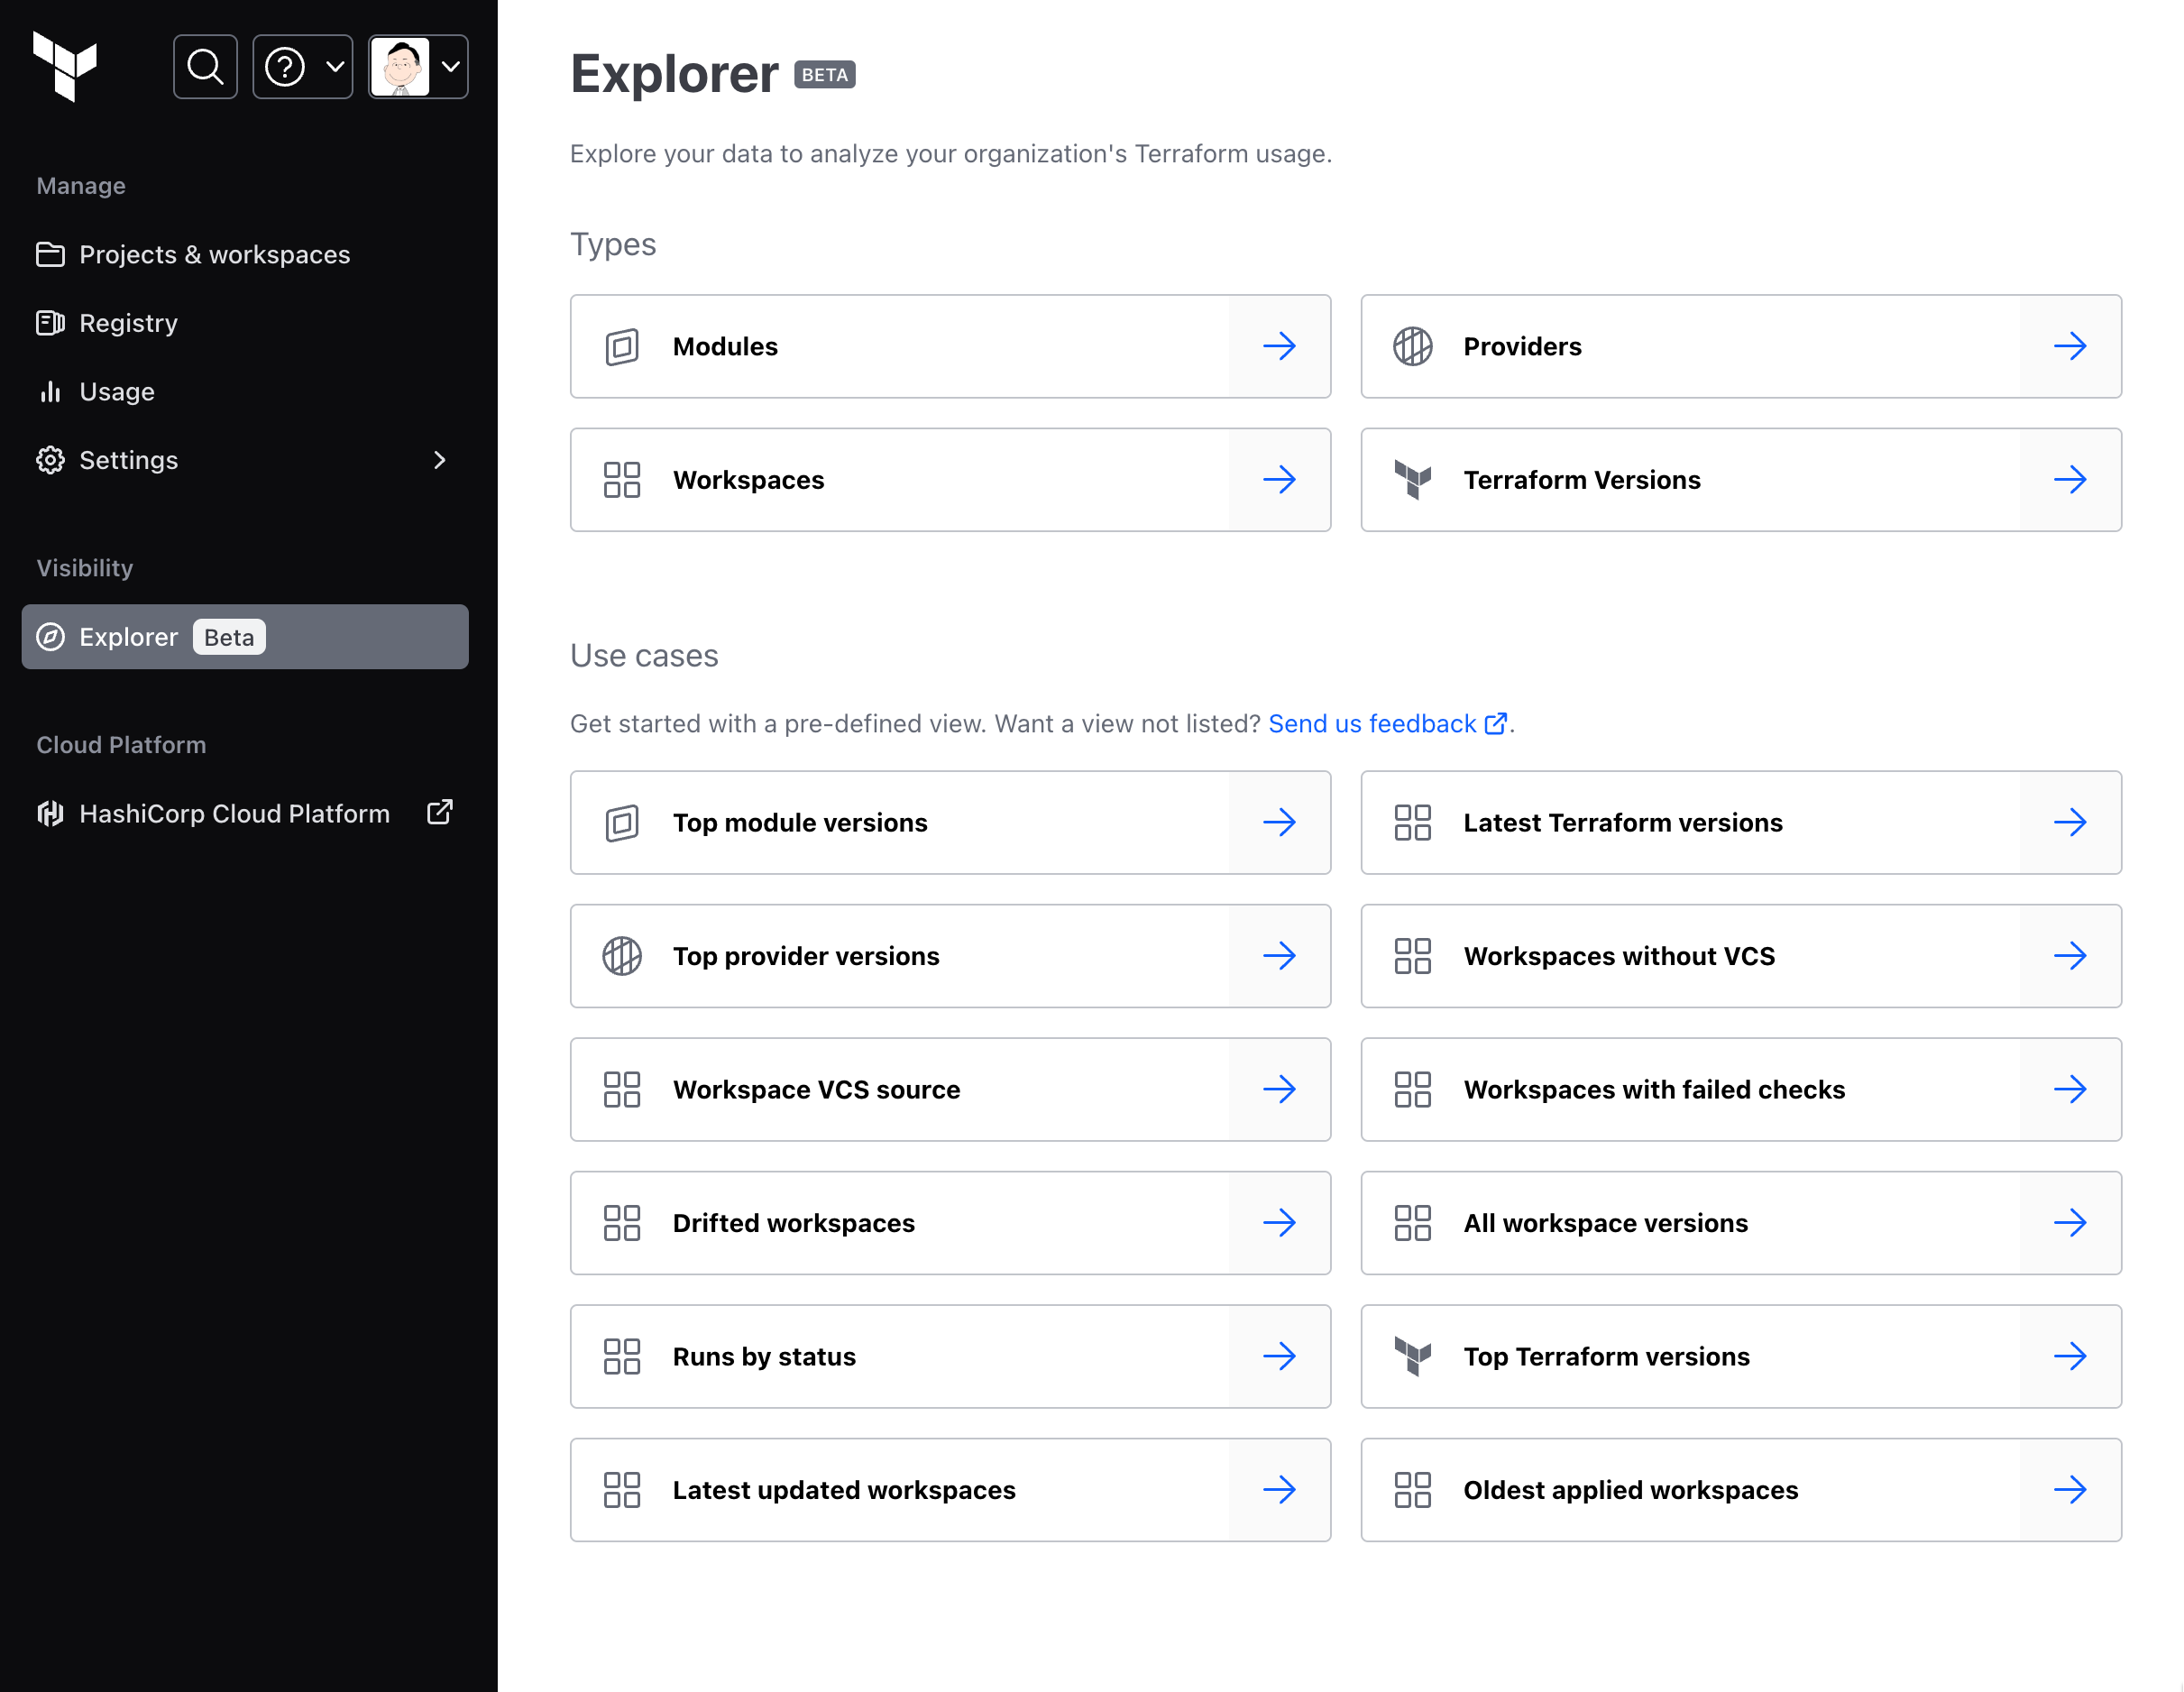 Manage
Projects & workspaces
Registry
Usage
Settings
Visibility
Explorer Beta
Cloud Platform
HashiCorp Cloud Platform
Explorer BETA
Explore your data to analyze your organization's Terraform usage.
Types
Modules
Providers
Workspaces
Terraform Versions
Use cases
Get started with a pre-defined view. Want a view not listed? Send us feedback.
Top module versions
Latest Terraform versions
Top provider versions
Workspaces without VCS
Workspace VCS source
Workspaces with failed checks
Drifted workspaces
All workspace versions
Runs by status
Top Terraform versions
Latest updated workspaces
Oldest applied workspaces